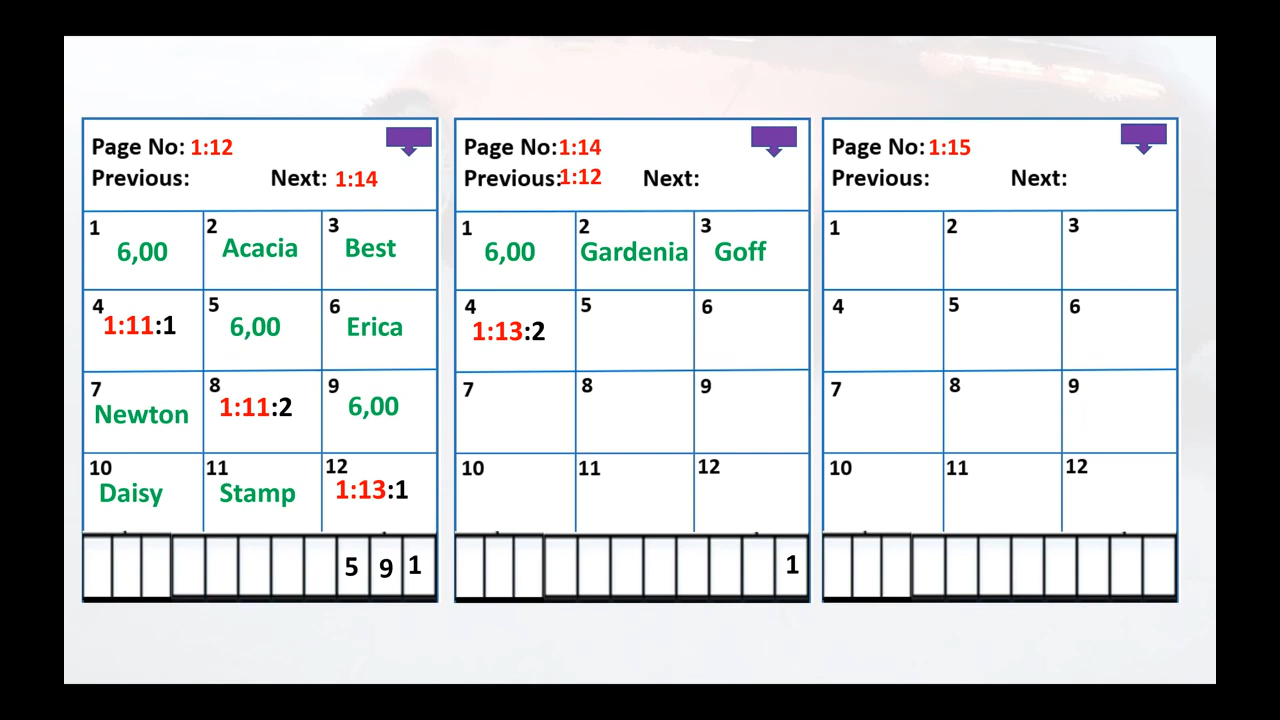 Page No: 1:12
Previous: Next: 1:14
1 2 3
6,00 Acacia Best
4 5 6
1:11:1 6,00 Erica
7 8 9
Newton 1:11:2 6,00
10 11 12
Daisy Stamp 1:13:1
5 9 1
Page No: 1:14
Previous: 1:12 Next:
1 2 3
6,00 Gardenia Goff
4 5 6
1:13:2
7 8 9
10 11 12
1
Page No: 1:15
Previous: Next:
1 2 3
4 5 6
7 8 9
10 11 12